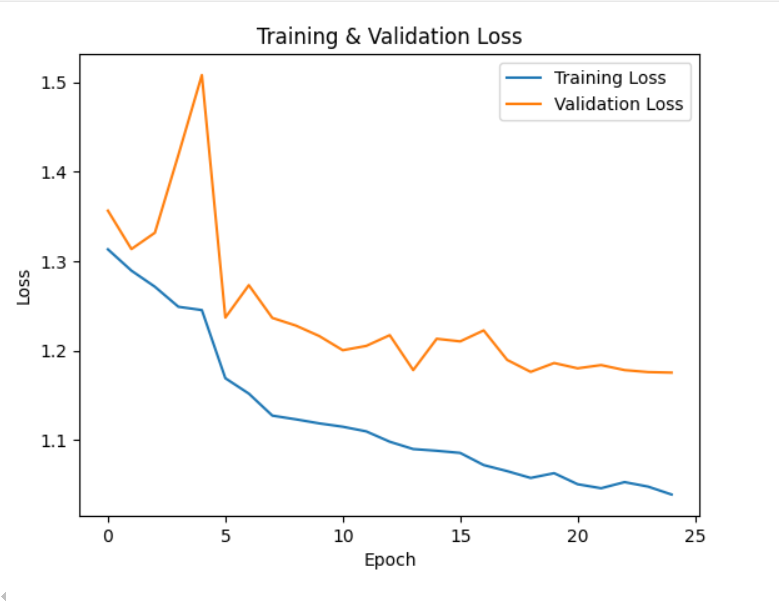 Training & Validation Loss
Training Loss
Validation Loss
1.5
1.4
1.3
1.2
1.1
Loss
0 5 10 15 20 25
Epoch